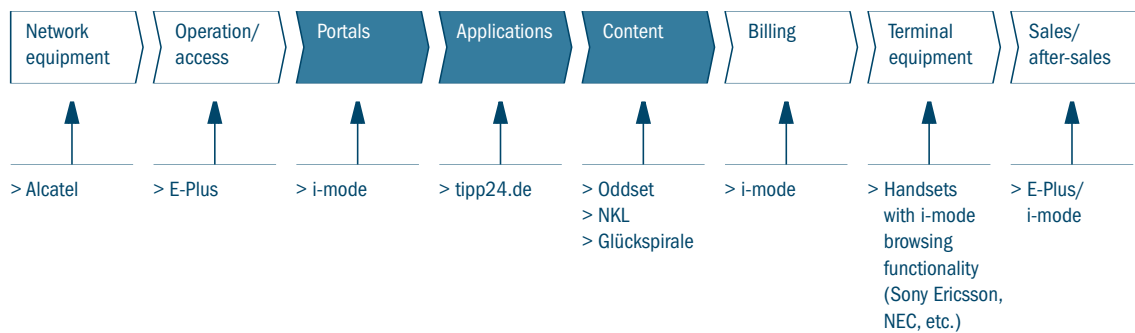 Network
equipment
Operation/
access
Portals
Applications
Content
Billing
Terminal
equipment
Sales/
after-sales
> Alcatel
> E-Plus
> i-mode
> tipp24.de
> Oddset
> NKL
> Glückspirale
> i-mode
> Handsets
with i-mode
browsing
functionality
(Sony Ericsson,
NEC, etc.)
> E-Plus/
i-mode